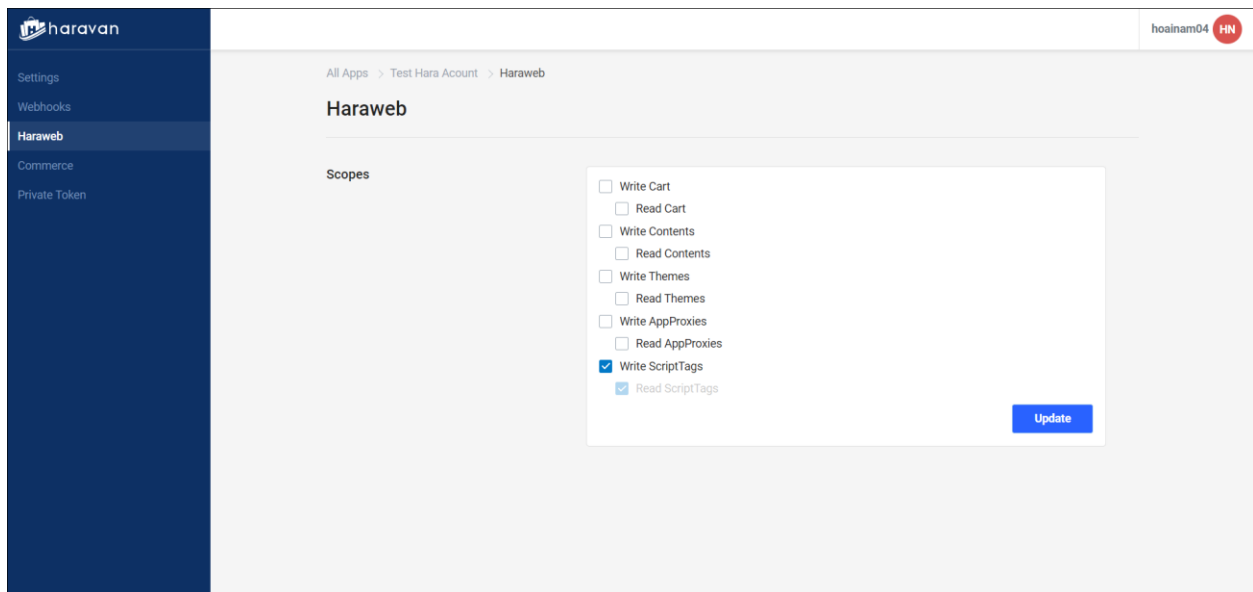 haravan
hoainam04 HN
Settings
Webhooks
Haraweb
Commerce
Private Token
All Apps > Test Hara Acount > Haraweb
Haraweb
Scopes
Write Cart
Read Cart
Write Contents
Read Contents
Write Themes
Read Themes
Write AppProxies
Read AppProxies
Write ScriptTags
Read ScriptTags
Update